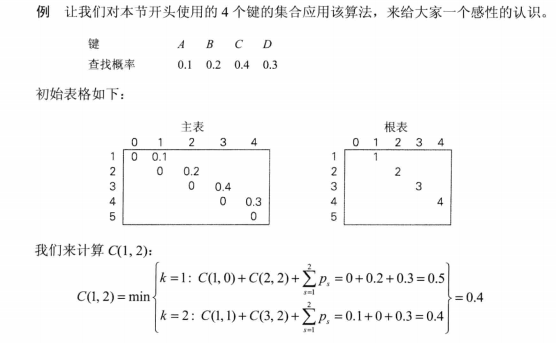 例 让我们对本节开头使用的 4 个键的集合应用该算法，来给大家一个感性的认识。
键 A B C D
查找概率 0.1 0.2 0.4 0.3
初始表格如下：
主表 根表
0 1 2 3 4 0 1 2 3 4
1 0 0.1 1 1
2 0 0.2 2 2
3 0 0.4 3 3
4 0 0.3 4 4
5 0 5
我们来计算 C(1, 2)：
k = 1: C(1, 0) + C(2, 2) + ∑_{s=1}^{2} p_s = 0 + 0.2 + 0.3 = 0.5
C(1, 2) = min{ } = 0.4
k = 2: C(1, 1) + C(3, 2) + ∑_{s=1}^{2} p_s = 0.1 + 0 + 0.3 = 0.4